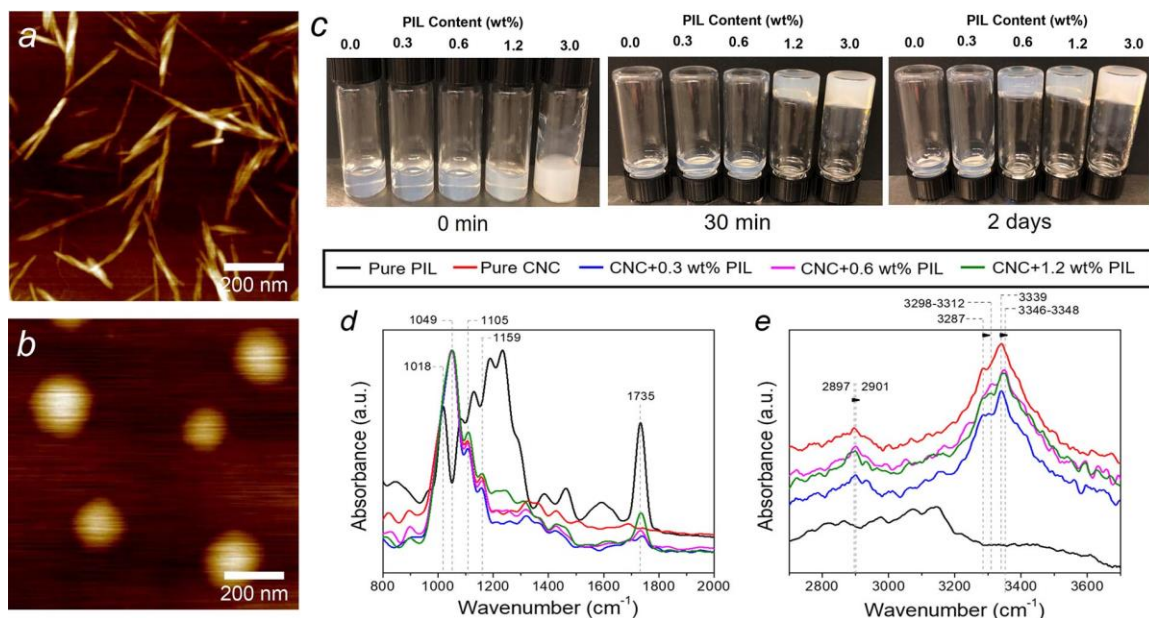 a
200 nm
b
200 nm
c
PIL Content (wt%)
0.0 0.3 0.6 1.2 3.0
0 min
PIL Content (wt%)
0.0 0.3 0.6 1.2 3.0
30 min
PIL Content (wt%)
0.0 0.3 0.6 1.2 3.0
2 days
Pure PIL Pure CNC CNC+0.3 wt% PIL CNC+0.6 wt% PIL CNC+1.2 wt% PIL
d
1049 1105
1018 1159
1735
Absorbance (a.u.)
800 1000 1200 1400 1600 1800 2000
Wavenumber (cm⁻¹)
e
3339
3298-3312 3346-3348
3287
2897 2901
Absorbance (a.u.)
2800 3000 3200 3400 3600
Wavenumber (cm⁻¹)